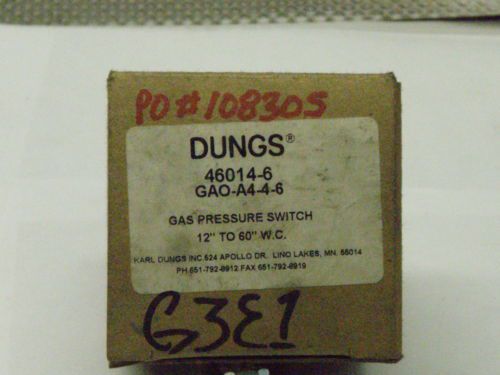 PO#108305
DUNGS®
46014-6
GAO-A4-4-6
GAS PRESSURE SWITCH
12" TO 60" W.C.
KARL DUNGS INC.524 APOLLO DR. LINO LAKES, MN. 55014
PH.651-792-8912 FAX 651-792-8919
G3E1